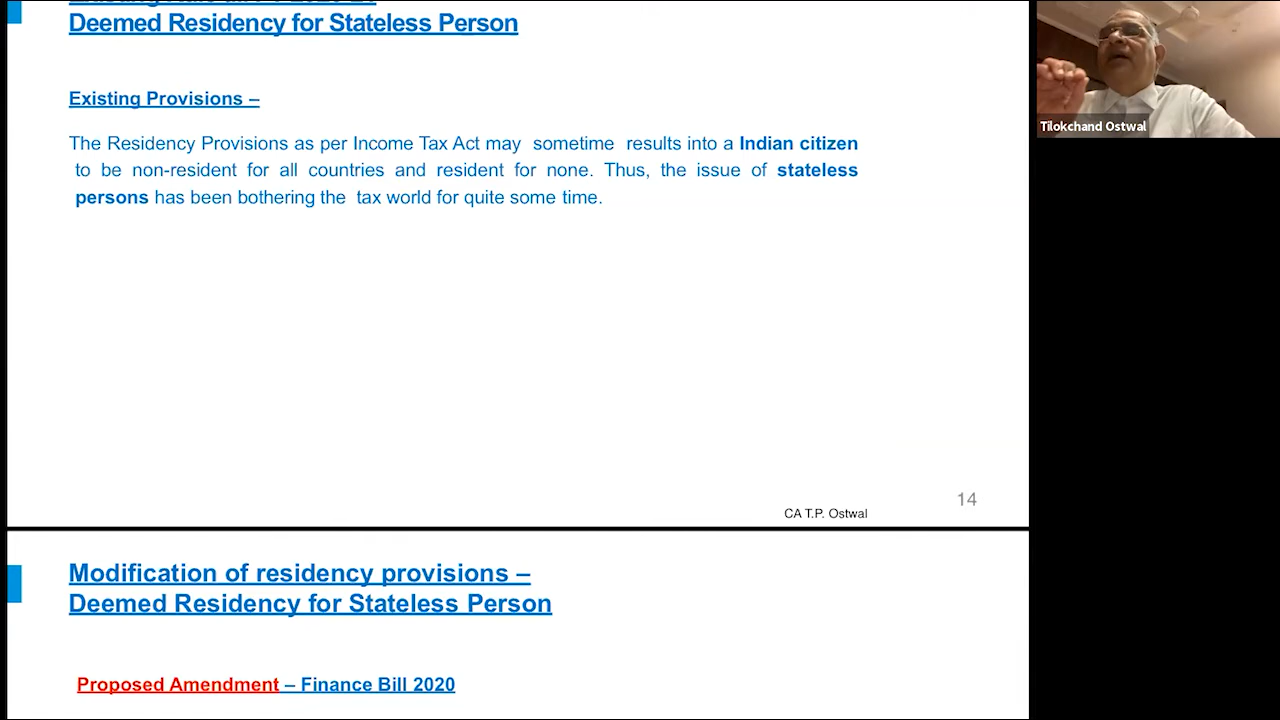 Deemed Residency for Stateless Person
Existing Provisions –
The Residency Provisions as per Income Tax Act may sometime results into a Indian citizen
to be non-resident for all countries and resident for none. Thus, the issue of stateless
persons has been bothering the tax world for quite some time.
14
CA T.P. Ostwal
Modification of residency provisions –
Deemed Residency for Stateless Person
Proposed Amendment – Finance Bill 2020
Tilokchand Ostwal